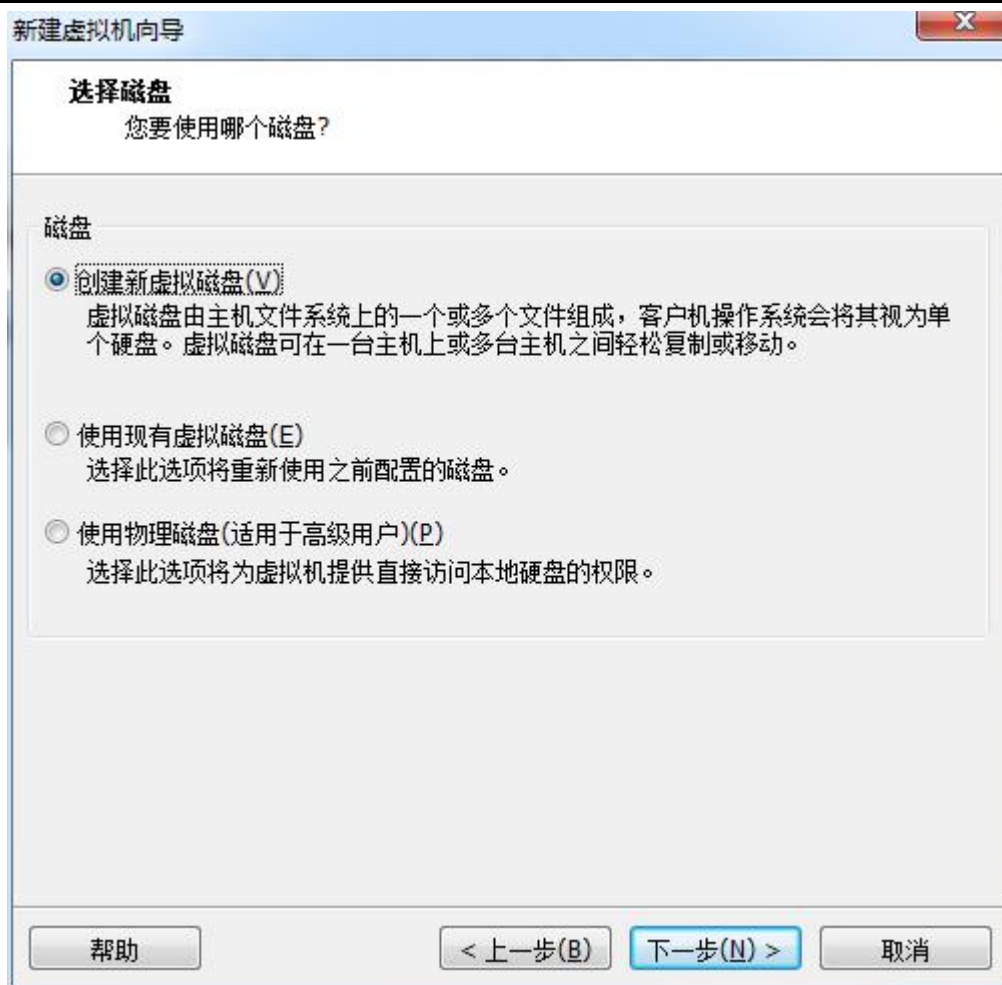 新建虚拟机向导
选择磁盘
您要使用哪个磁盘?
磁盘
创建新虚拟磁盘(V)
虚拟磁盘由主机文件系统上的一个或多个文件组成，客户机操作系统会将其视为单
个硬盘。虚拟磁盘可在一台主机上或多台主机之间轻松复制或移动。
使用现有虚拟磁盘(E)
选择此选项将重新使用之前配置的磁盘。
使用物理磁盘(适用于高级用户)(P)
选择此选项将为虚拟机提供直接访问本地硬盘的权限。
帮助 < 上一步(B) 下一步(N) > 取消